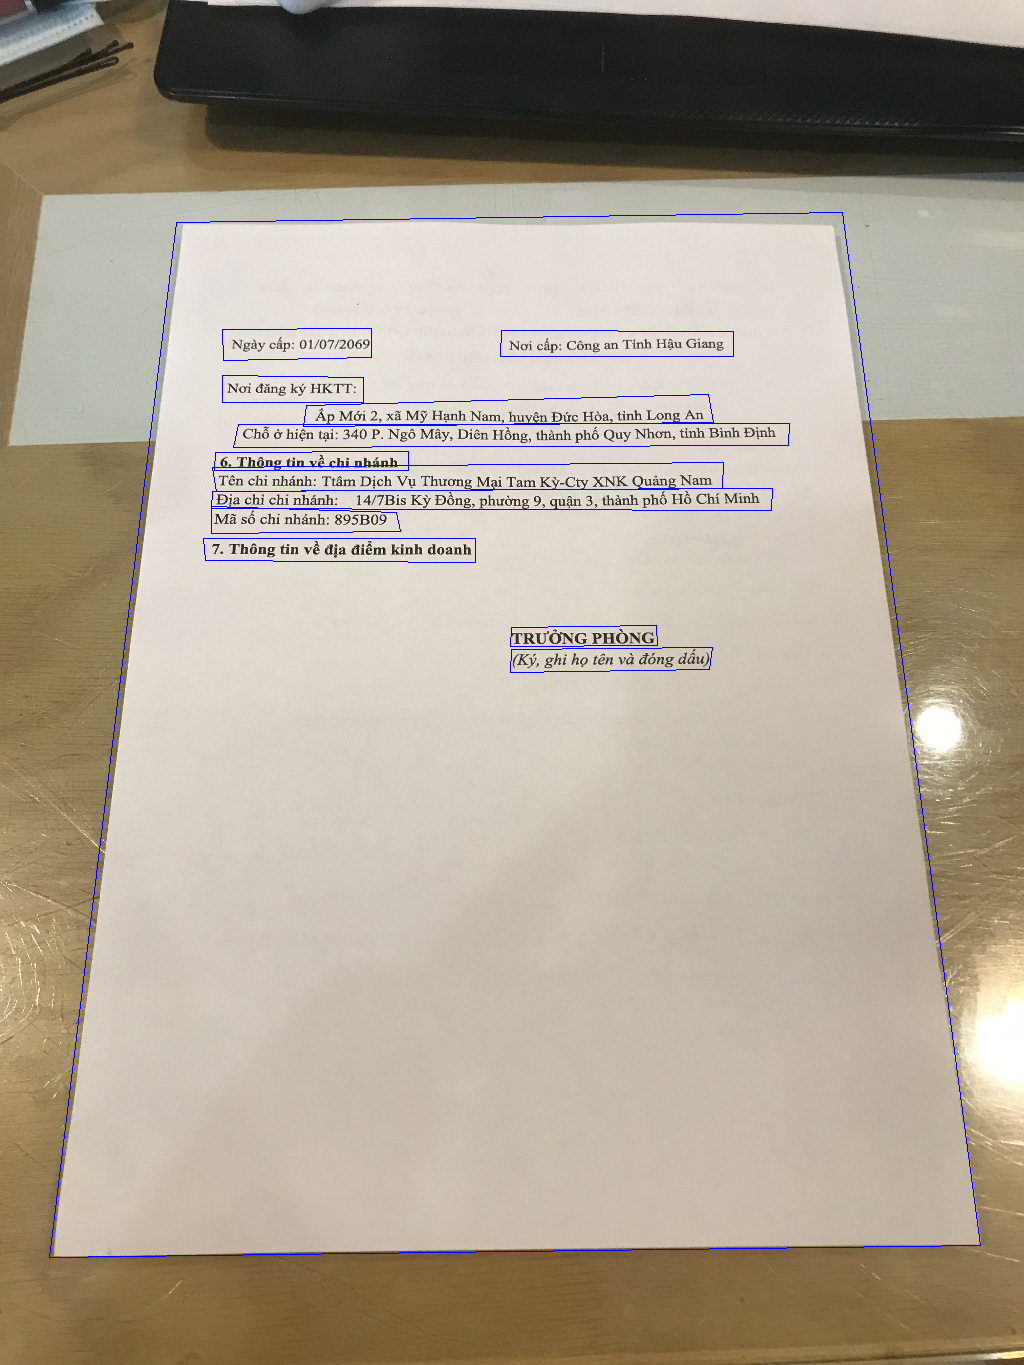 Ngày cấp: 01/07/2069 Nơi cấp: Công an Tỉnh Hậu Giang
Nơi đăng ký HKTT:
Ấp Mới 2, xã Mỹ Hạnh Nam, huyện Đức Hòa, tỉnh Long An
Chỗ ở hiện tại: 340 P. Ngô Mây, Diên Hồng, thành phố Quy Nhơn, tỉnh Bình Định
6. Thông tin về chi nhánh
Tên chi nhánh: Ttâm Dịch Vụ Thương Mại Tam Kỳ-Cty XNK Quảng Nam
Địa chỉ chi nhánh: 14/7Bis Kỳ Đồng, phường 9, quận 3, thành phố Hồ Chí Minh
Mã số chi nhánh: 895B09
7. Thông tin về địa điểm kinh doanh
TRƯỞNG PHÒNG
(Ký, ghi họ tên và đóng dấu)